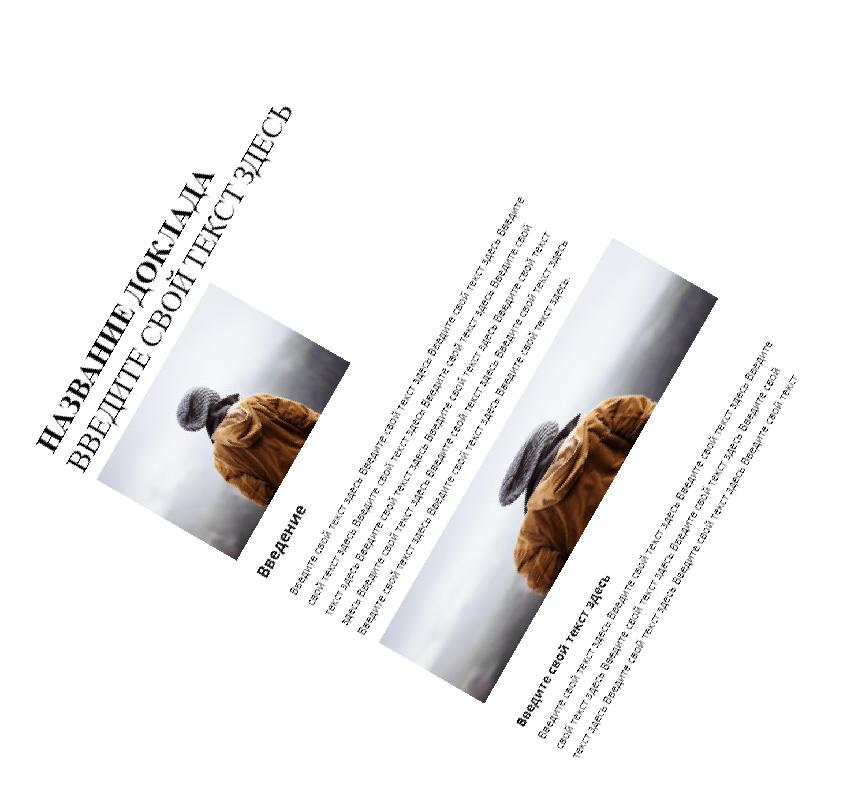 НАЗВАНИЕ ДОКЛАДА
ВВЕДИТЕ СВОЙ ТЕКСТ ЗДЕСЬ
Введение
Введите свой текст здесь Введите свой текст здесь Введите свой текст здесь Введите
свой текст здесь Введите свой текст здесь Введите свой текст здесь Введите свой
текст здесь Введите свой текст здесь Введите свой текст здесь Введите свой текст
здесь Введите свой текст здесь Введите свой текст здесь Введите свой текст здесь
Введите свой текст здесь Введите свой текст здесь Введите свой текст здесь.
Введите свой текст здесь
Введите свой текст здесь Введите свой текст здесь Введите свой текст здесь Введите
свой текст здесь Введите свой текст здесь Введите свой текст здесь Введите свой
текст здесь Введите свой текст здесь Введите свой текст здесь Введите свой текст